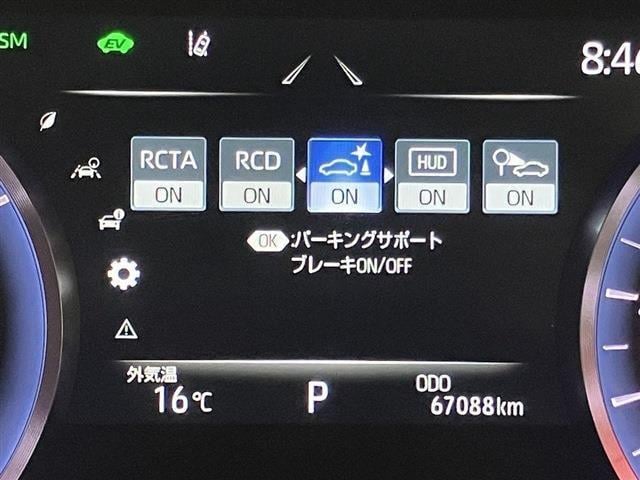 SM
EV
8:46
RCTA
RCD
HUD
ON
ON
ON
ON
ON
OK:パーキングサポート
ブレーキON/OFF
外気温
16℃
P
ODO
67088km